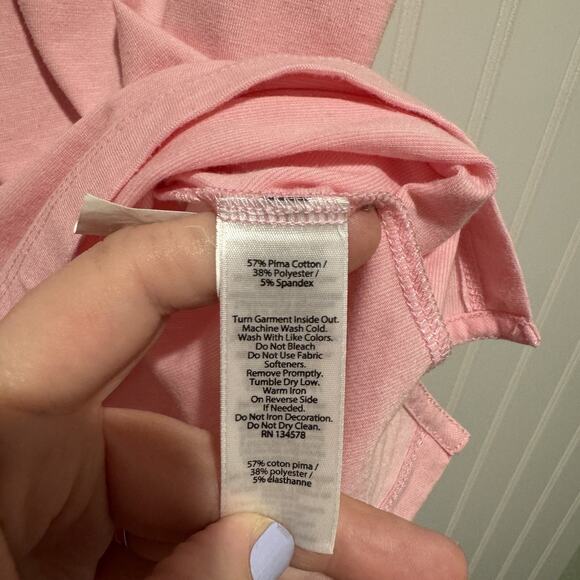 57% Pima Cotton /
38% Polyester /
5% Spandex
Turn Garment Inside Out.
Machine Wash Cold.
Wash With Like Colors.
Do Not Bleach
Do Not Use Fabric
Softeners.
Remove Promptly.
Tumble Dry Low.
Warm Iron
On Reverse Side
If Needed.
Do Not Iron Decoration.
Do Not Dry Clean.
RN 134578
57% coton pima /
38% polyester /
5% élasthanne